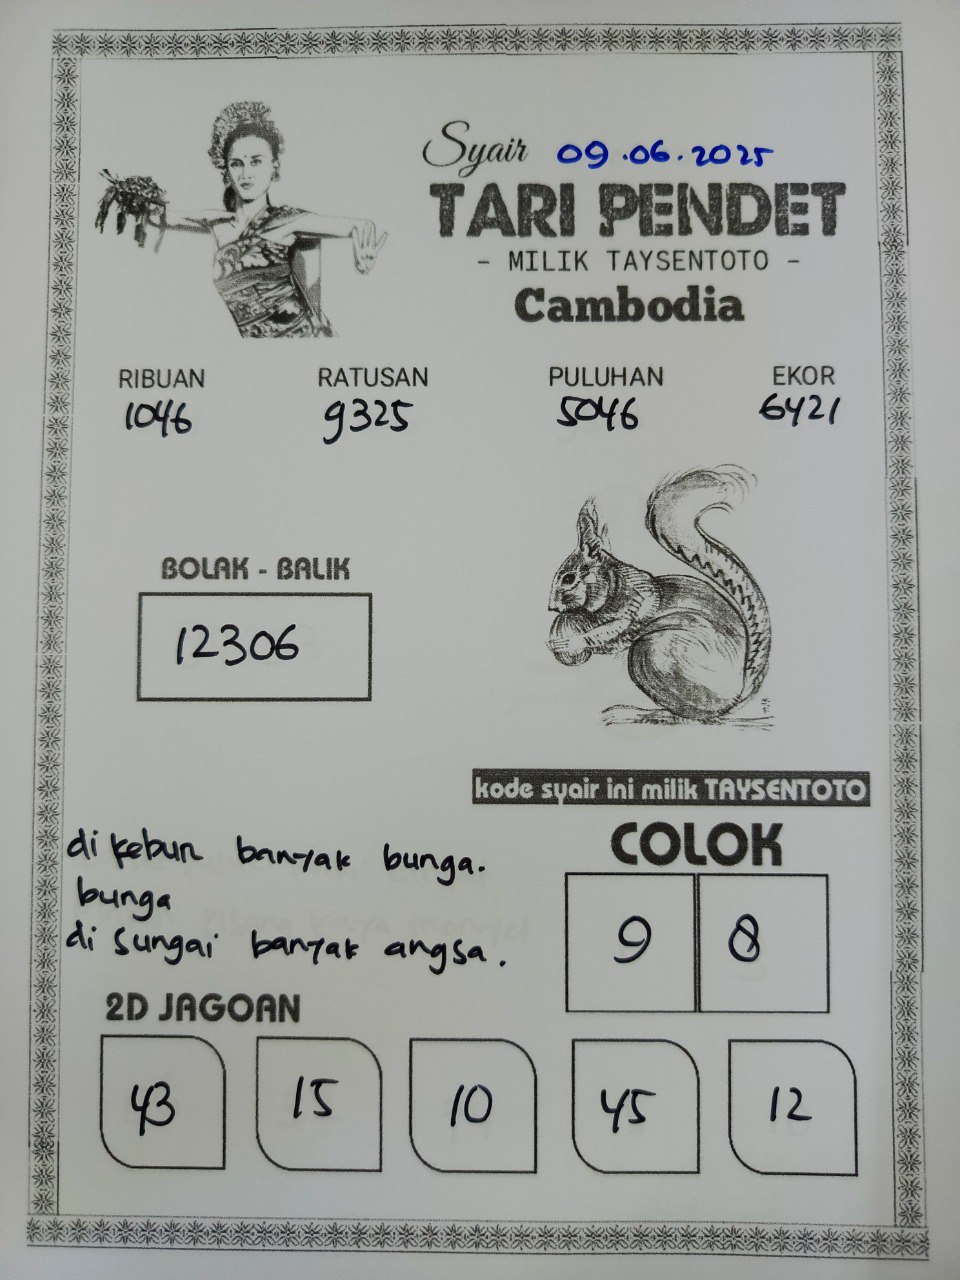 Syair 09.06.2025
TARI PENDET
- MILIK TAYSENTOTO -
Cambodia
RIBUAN RATUSAN PULUHAN EKOR
1046 9325 5046 6421
BOLAK - BALIK
12306
kode syair ini milik TAYSENTOTO
di kebun banyak bunga.
bunga
di sungai banyak angsa.
COLOK
9 8
2D JAGOAN
43 15 10 45 12